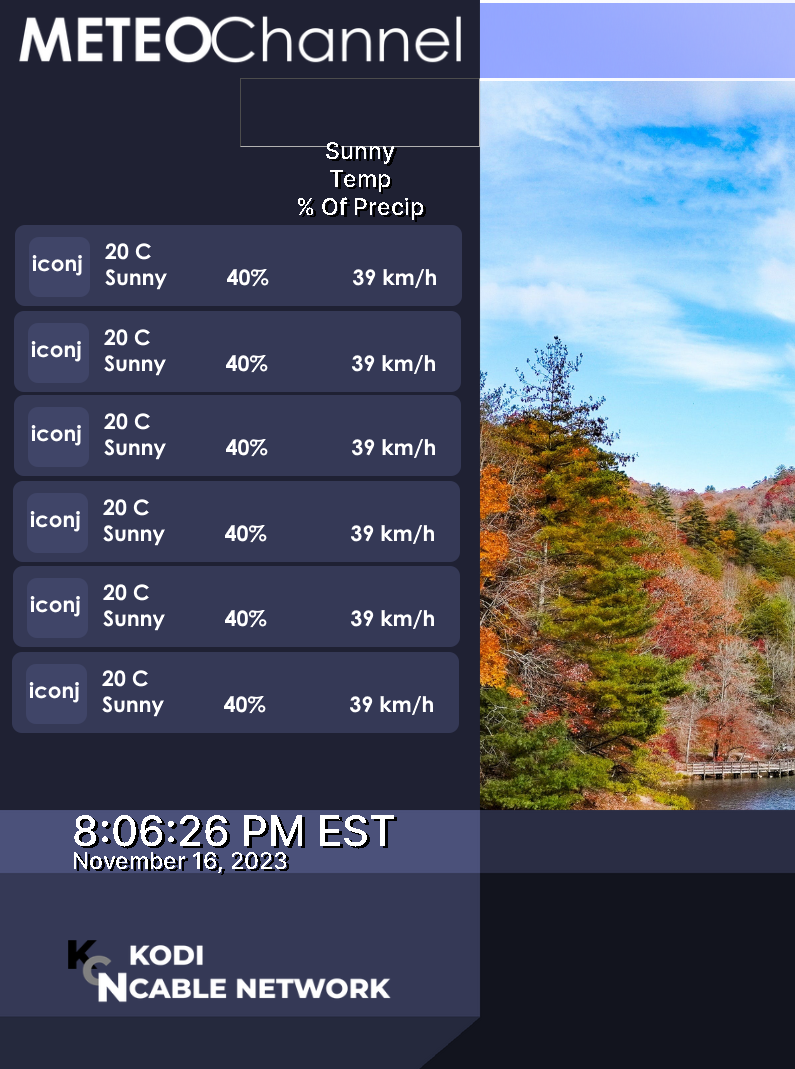 METEOChannel
Sunny
Temp
% Of Precip
iconj
20 C
Sunny
40%
39 km/h
iconj
20 C
Sunny
40%
39 km/h
iconj
20 C
Sunny
40%
39 km/h
iconj
20 C
Sunny
40%
39 km/h
iconj
20 C
Sunny
40%
39 km/h
iconj
20 C
Sunny
40%
39 km/h
8:06:26 PM EST
November 16, 2023
KCN
KODI
CABLE NETWORK